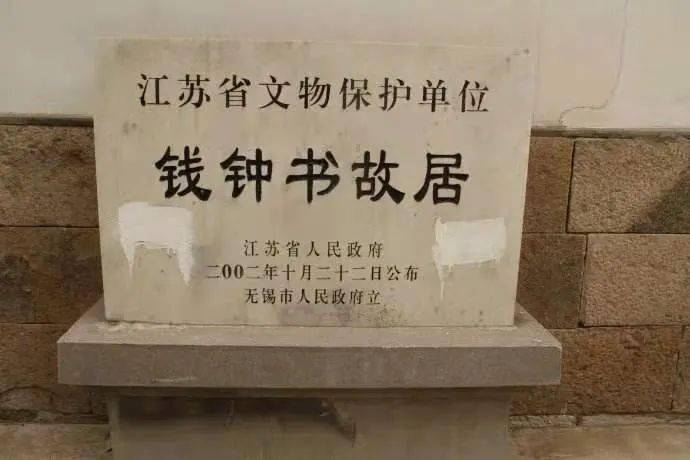 江苏省文物保护单位
钱钟书故居
江苏省人民政府
二〇〇二年十月二十二日公布
无锡市人民政府立